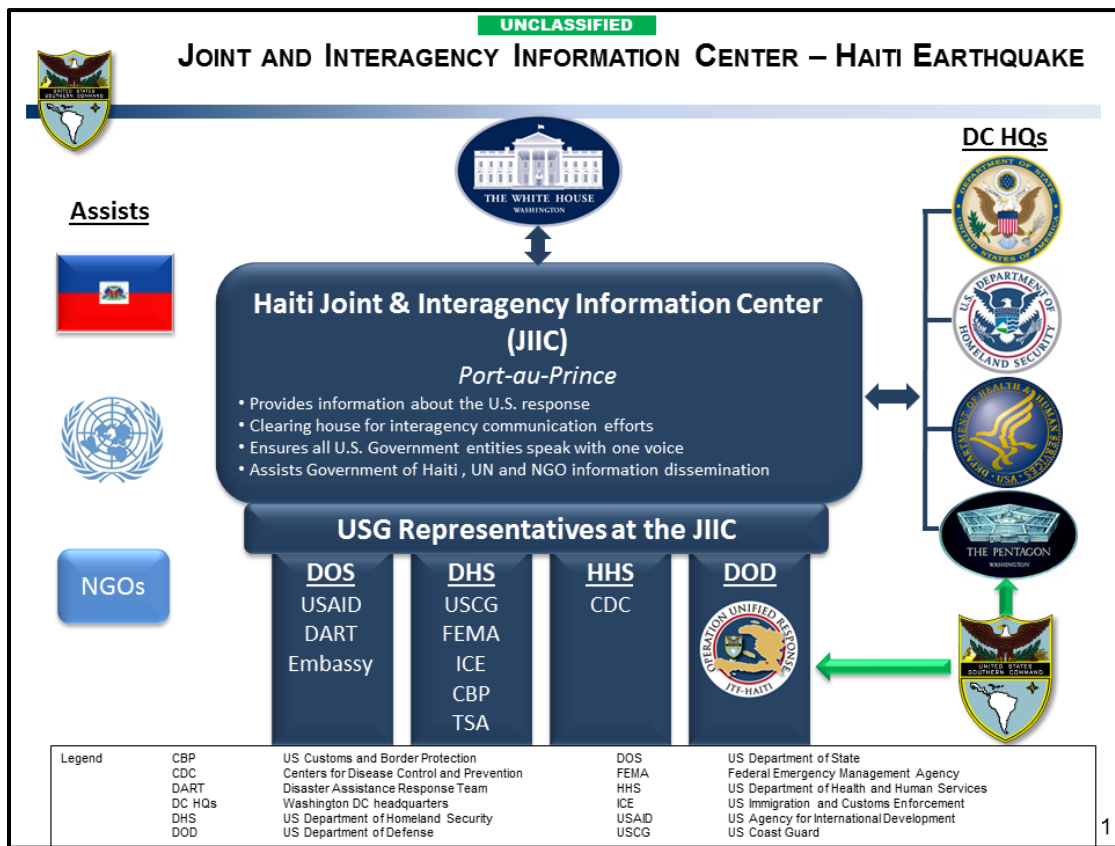 UNCLASSIFIED
JOINT AND INTERAGENCY INFORMATION CENTER – HAITI EARTHQUAKE
UNITED STATES
SOUTHERN COMMAND
THE WHITE HOUSE
WASHINGTON
DC HQs
DEPARTMENT OF STATE
UNITED STATES OF AMERICA
Assists
U.S. DEPARTMENT OF
HOMELAND SECURITY
Haiti Joint & Interagency Information Center
(JIIC)
Port-au-Prince
• Provides information about the U.S. response
• Clearing house for interagency communication efforts
• Ensures all U.S. Government entities speak with one voice
• Assists Government of Haiti , UN and NGO information dissemination
DEPARTMENT OF HEALTH & HUMAN SERVICES
USA
THE PENTAGON
WASHINGTON
USG Representatives at the JIIC
NGOs
DOS
USAID
DART
Embassy
DHS
USCG
FEMA
ICE
CBP
TSA
HHS
CDC
DOD
OPERATION UNIFIED RESPONSE
JTF-HAITI
UNITED STATES
SOUTHERN COMMAND
Legend CBP US Customs and Border Protection DOS US Department of State
CDC Centers for Disease Control and Prevention FEMA Federal Emergency Management Agency
DART Disaster Assistance Response Team HHS US Department of Health and Human Services
DC HQs Washington DC headquarters ICE US Immigration and Customs Enforcement
DHS US Department of Homeland Security USAID US Agency for International Development
DOD US Department of Defense USCG US Coast Guard
1